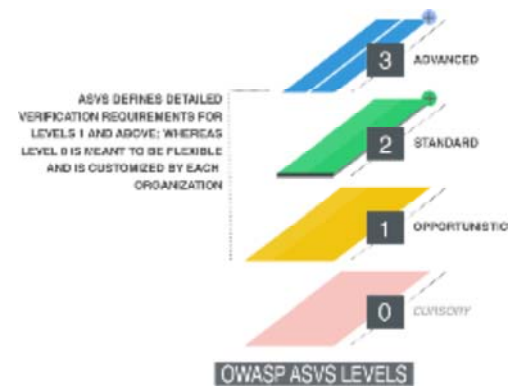 3 ADVANCED
ASVS DEFINES DETAILED
VERIFICATION REQUIREMENTS FOR
LEVELS 1 AND ABOVE; WHEREAS
LEVEL 0 IS MEANT TO BE FLEXIBLE
AND IS CUSTOMIZED BY EACH
ORGANIZATION
2 STANDARD
1 OPPORTUNISTIC
0 CURSORY
OWASP ASVS LEVELS